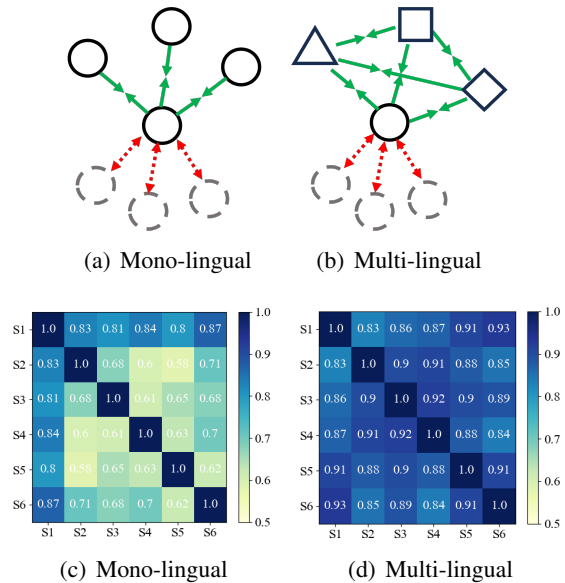 (a) Mono-lingual
(b) Multi-lingual
S1 1.0 0.83 0.81 0.84 0.8 0.87
S2 0.83 1.0 0.68 0.6 0.58 0.71
S3 0.81 0.68 1.0 0.61 0.65 0.68
S4 0.84 0.6 0.61 1.0 0.63 0.7
S5 0.8 0.58 0.65 0.63 1.0 0.62
S6 0.87 0.71 0.68 0.7 0.62 1.0
S1 S2 S3 S4 S5 S6
1.0
0.9
0.8
0.7
0.6
0.5
(c) Mono-lingual
S1 1.0 0.83 0.86 0.87 0.91 0.93
S2 0.83 1.0 0.9 0.91 0.88 0.85
S3 0.86 0.9 1.0 0.92 0.9 0.89
S4 0.87 0.91 0.92 1.0 0.88 0.84
S5 0.91 0.88 0.9 0.88 1.0 0.91
S6 0.93 0.85 0.89 0.84 0.91 1.0
S1 S2 S3 S4 S5 S6
1.0
0.9
0.8
0.7
0.6
0.5
(d) Multi-lingual